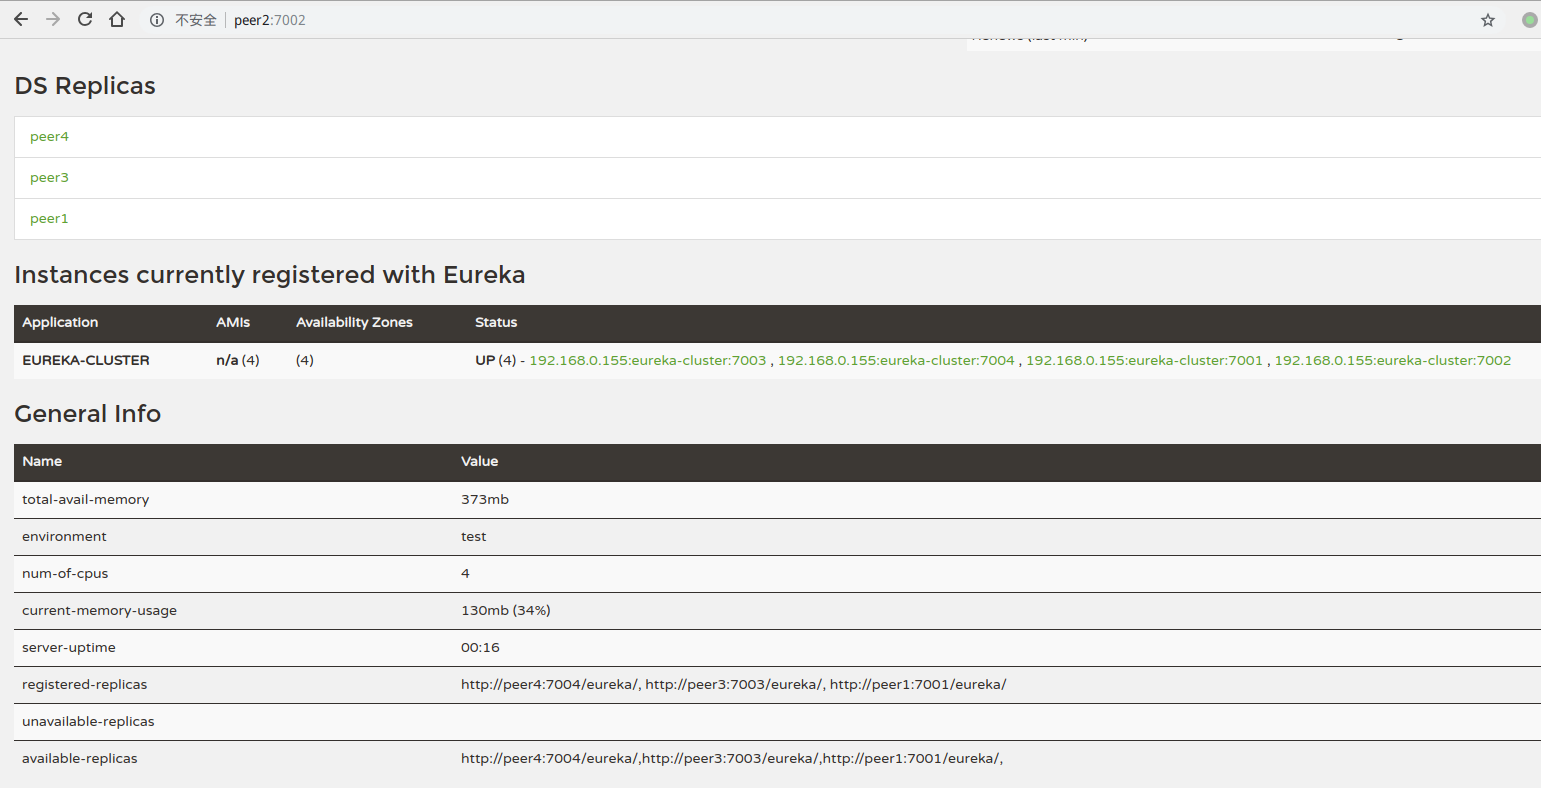 不安全 peer2:7002
DS Replicas
peer4
peer3
peer1
Instances currently registered with Eureka
Application AMIs Availability Zones Status
EUREKA-CLUSTER n/a (4) (4) UP (4) - 192.168.0.155:eureka-cluster:7003 , 192.168.0.155:eureka-cluster:7004 , 192.168.0.155:eureka-cluster:7001 , 192.168.0.155:eureka-cluster:7002
General Info
Name Value
total-avail-memory 373mb
environment test
num-of-cpus 4
current-memory-usage 130mb (34%)
server-uptime 00:16
registered-replicas http://peer4:7004/eureka/, http://peer3:7003/eureka/, http://peer1:7001/eureka/
unavailable-replicas
available-replicas http://peer4:7004/eureka/,http://peer3:7003/eureka/,http://peer1:7001/eureka/,